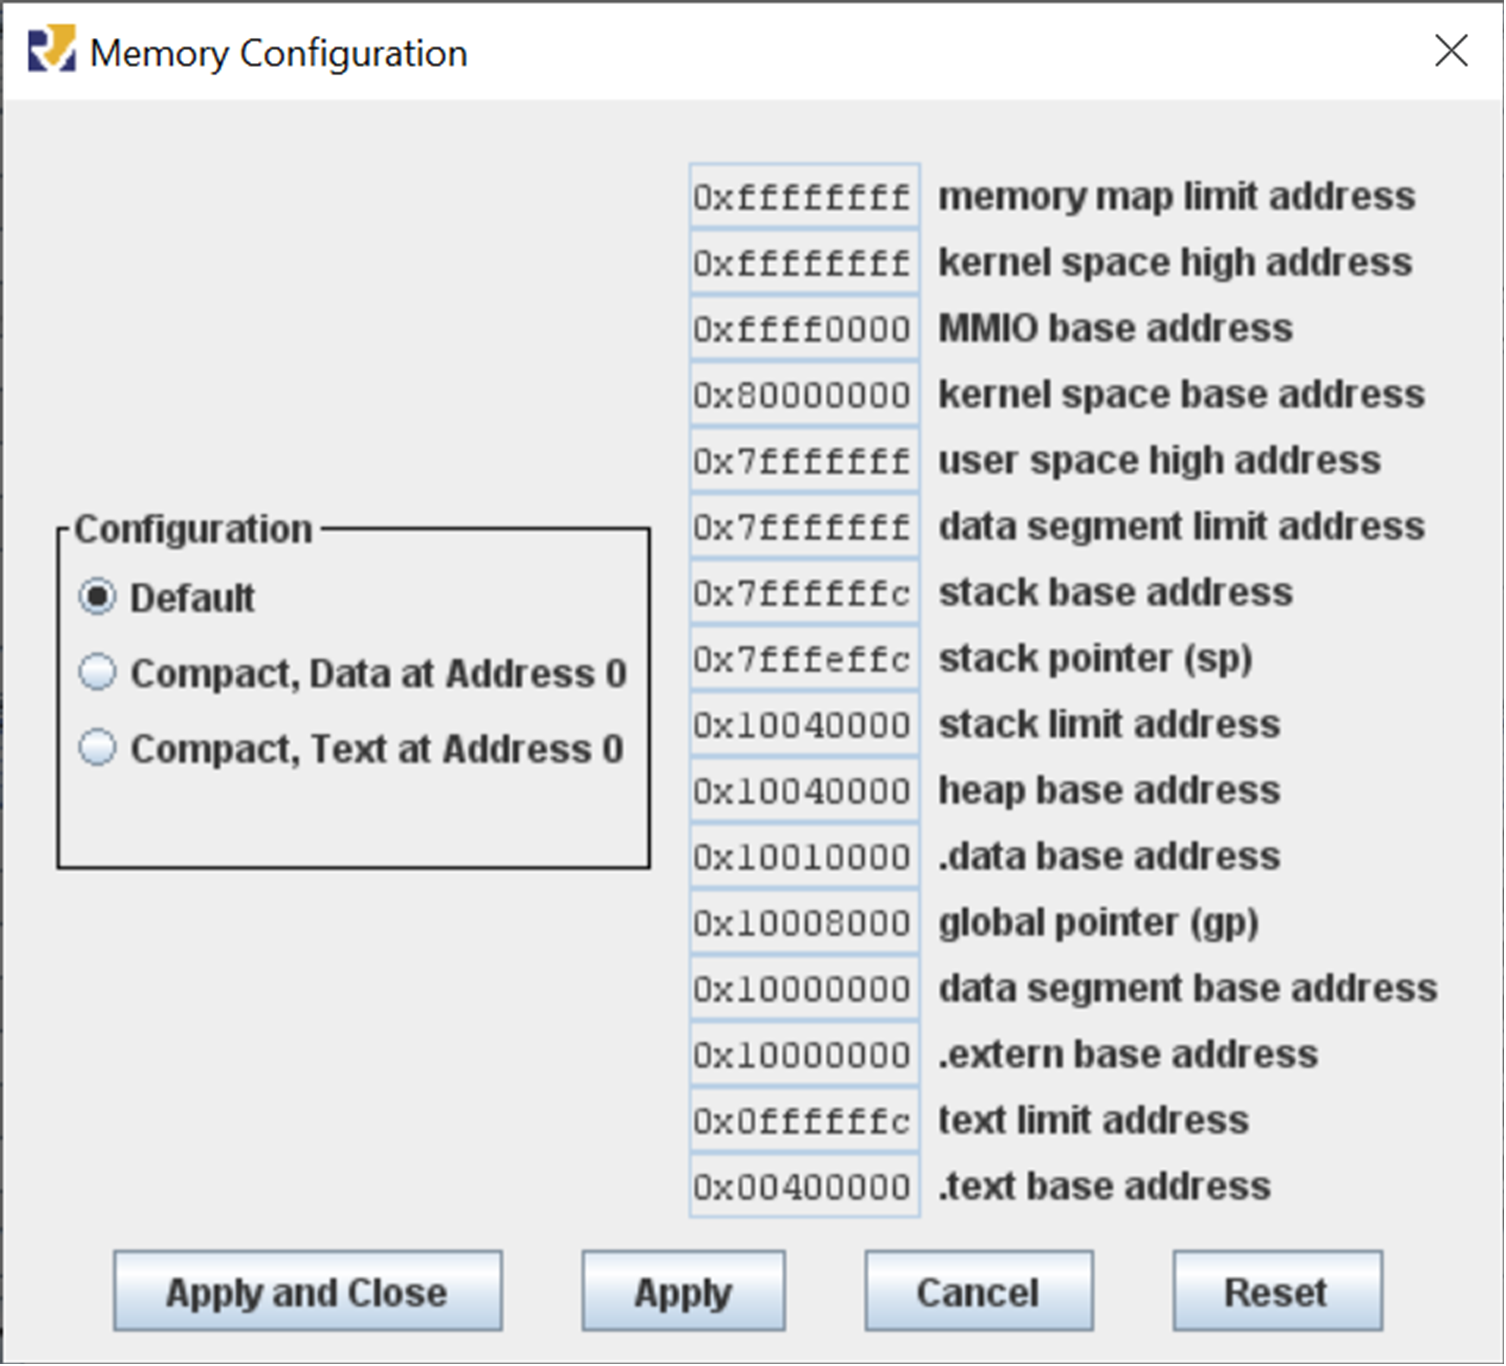 Memory Configuration
0xffffffff memory map limit address
0xffffffff kernel space high address
0xffff0000 MMIO base address
0x80000000 kernel space base address
0x7fffffff user space high address
0x7fffffff data segment limit address
0x7ffffffc stack base address
0x7fffeffc stack pointer (sp)
0x10040000 stack limit address
0x10040000 heap base address
0x10010000 .data base address
0x10008000 global pointer (gp)
0x10000000 data segment base address
0x10000000 .extern base address
0x0ffffffc text limit address
0x00400000 .text base address
Configuration
Default
Compact, Data at Address 0
Compact, Text at Address 0
Apply and Close
Apply
Cancel
Reset